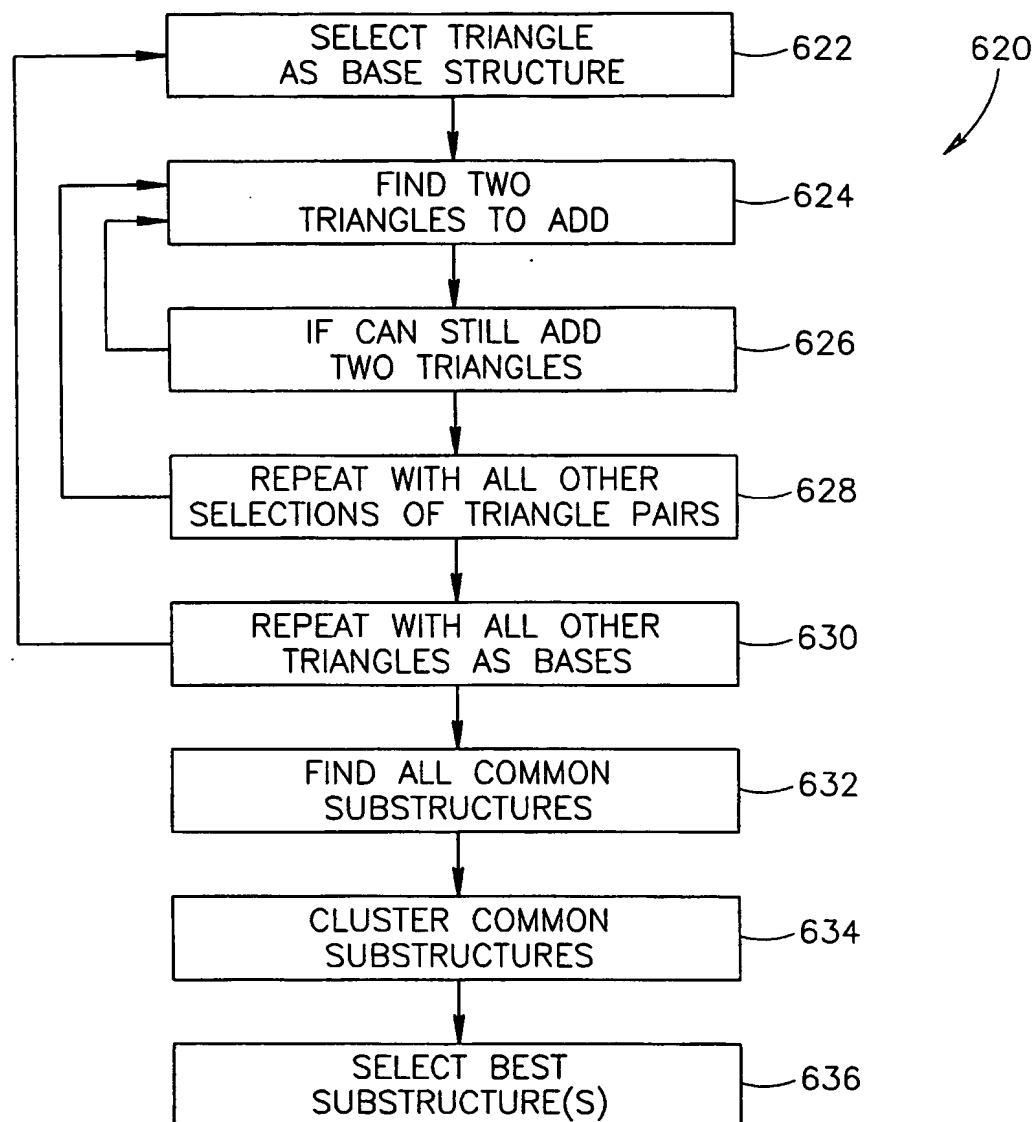 SELECT TRIANGLE
AS BASE STRUCTURE
622
620
FIND TWO
TRIANGLES TO ADD
624
IF CAN STILL ADD
TWO TRIANGLES
626
REPEAT WITH ALL OTHER
SELECTIONS OF TRIANGLE PAIRS
628
REPEAT WITH ALL OTHER
TRIANGLES AS BASES
630
FIND ALL COMMON
SUBSTRUCTURES
632
CLUSTER COMMON
SUBSTRUCTURES
634
SELECT BEST
SUBSTRUCTURE(S)
636